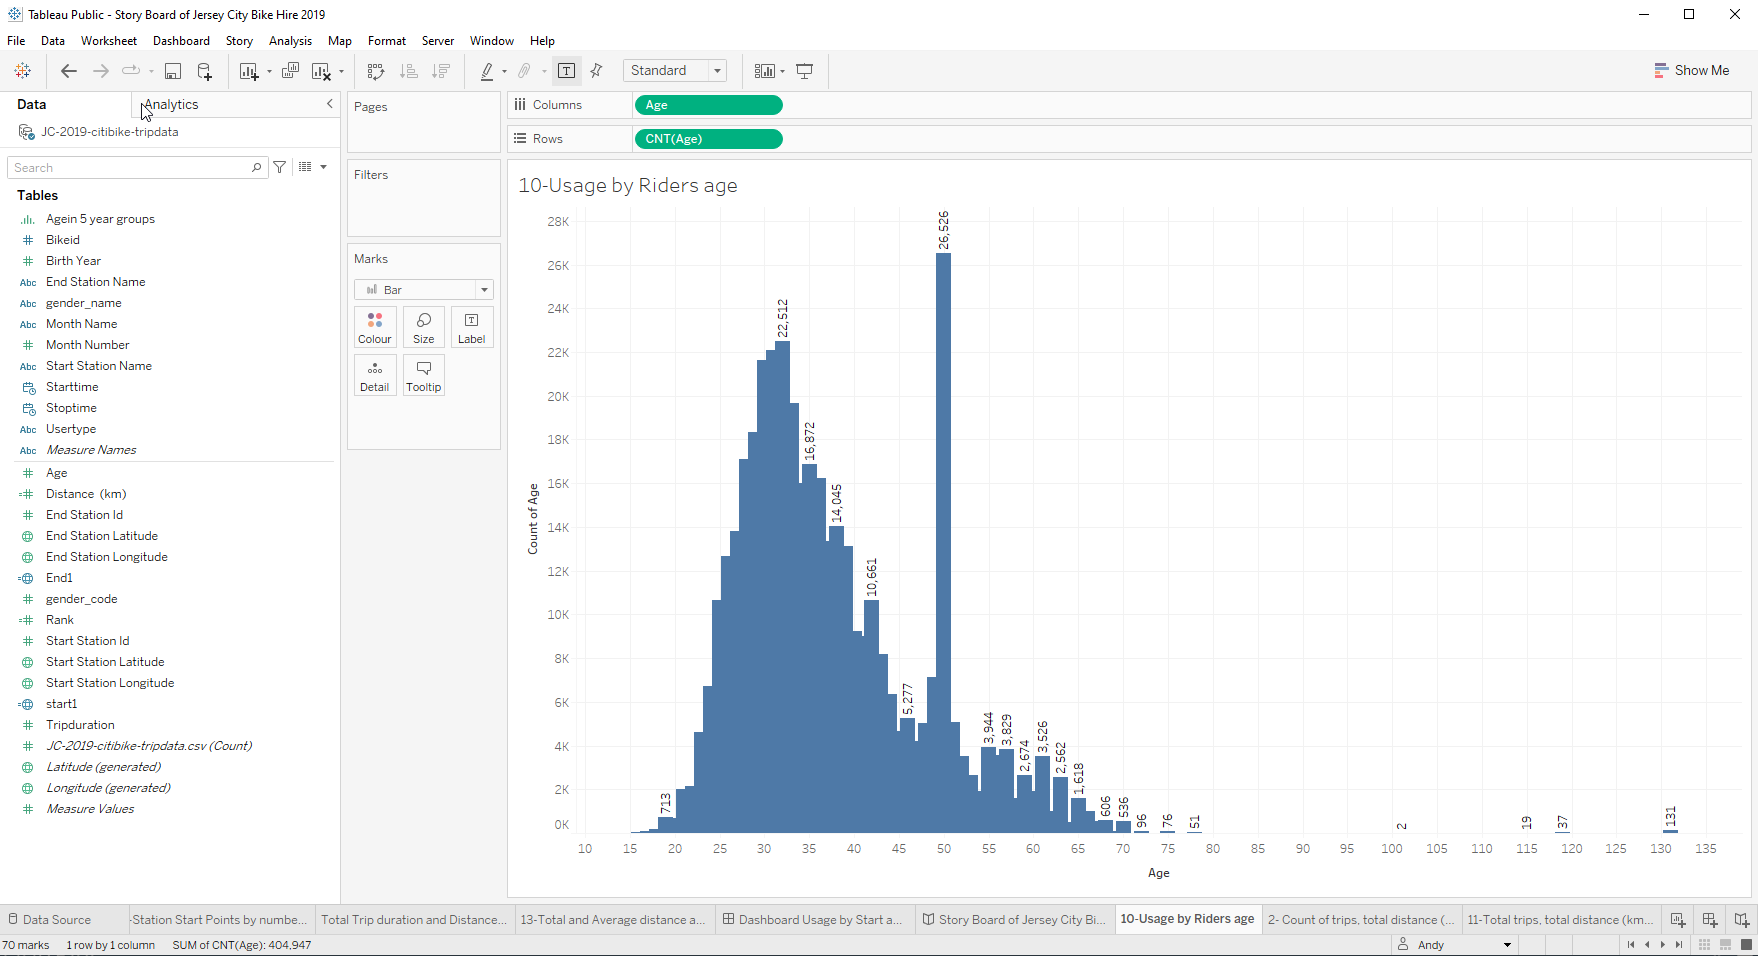 Tableau Public - Story Board of Jersey City Bike Hire 2019
File Data Worksheet Dashboard Story Analysis Map Format Server Window Help
Standard
Show Me
Data Analytics
JC-2019-citibike-tripdata
Search
Tables
Agein 5 year groups
Bikeid
Birth Year
Abc End Station Name
Abc gender_name
Abc Month Name
Month Number
Abc Start Station Name
Starttime
Stoptime
Abc Usertype
Abc Measure Names
Age
Distance (km)
End Station Id
End Station Latitude
End Station Longitude
End1
gender_code
Rank
Start Station Id
Start Station Latitude
Start Station Longitude
start1
Tripduration
JC-2019-citibike-tripdata.csv (Count)
Latitude (generated)
Longitude (generated)
Measure Values
Pages
Filters
Marks
Bar
Colour Size Label
Detail Tooltip
Columns Age
Rows CNT(Age)
10-Usage by Riders age
Count of Age
28K
26K
24K
22K
20K
18K
16K
14K
12K
10K
8K
6K
4K
2K
0K
713
22,512
16,872
14,045
10,661
5,277
26,526
3,944
3,829
2,674
3,526
2,562
1,618
606
536
96
76
51
2
19
37
131
10 15 20 25 30 35 40 45 50 55 60 65 70 75 80 85 90 95 100 105 110 115 120 125 130 135
Age
Data Source -Station Start Points by numbe... Total Trip duration and Distance... 13-Total and Average distance a... Dashboard Usage by Start a... Story Board of Jersey City Bi... 10-Usage by Riders age 2- Count of trips, total distance (... 11-Total trips, total distance (km...
70 marks 1 row by 1 column SUM of CNT(Age): 404,947 Andy